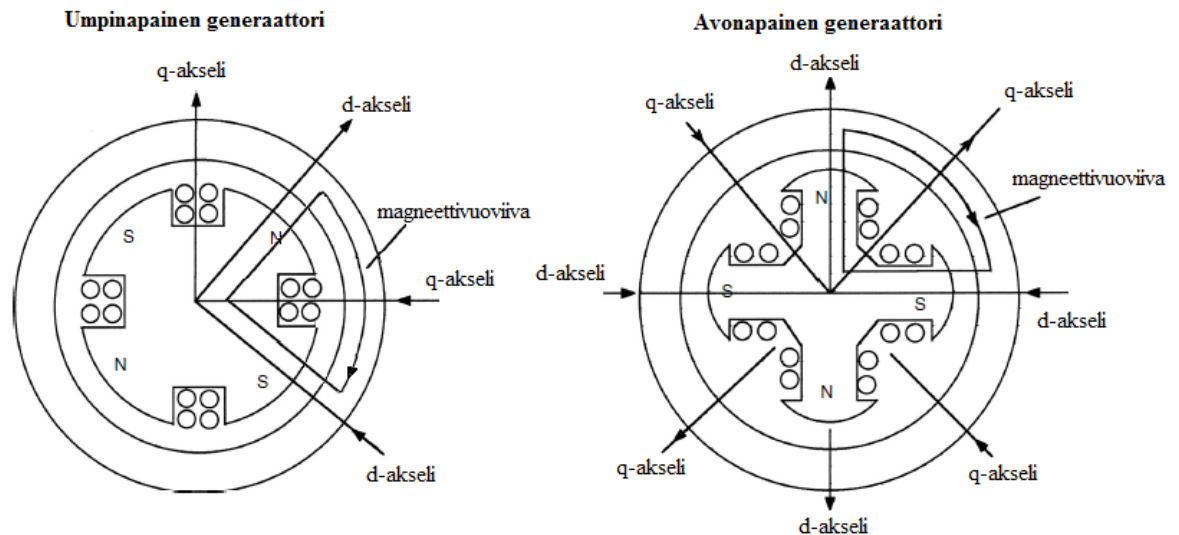 Umpinapainen generaattori
q-akseli
d-akseli
S
N
magneettivuoviiva
q-akseli
N
S
d-akseli
Avonapainen generaattori
d-akseli
q-akseli
q-akseli
magneettivuoviiva
N
d-akseli
S
S
d-akseli
N
q-akseli
q-akseli
d-akseli